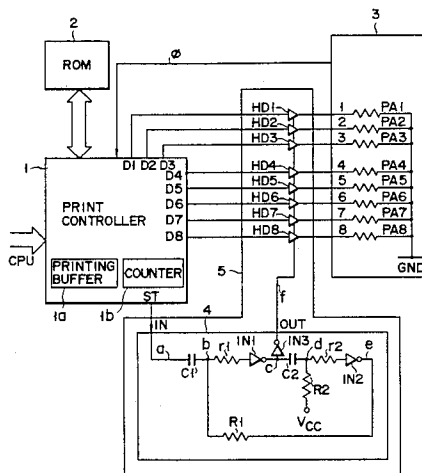 2
3
ROM
ø
HD1
1
PA1
HD2
2
PA2
HD3
3
PA3
D1 D2 D3
1
HD4
4
PA4
D4
HD5
5
PA5
D5
HD6
6
PA6
D6
HD7
7
PA7
D7
HD8
8
PA8
D8
PRINT
CONTROLLER
CPU
PRINTING
BUFFER
COUNTER
5
GND
1a
1b
ST
f
IN
4
OUT
a
b
r1
IN1
IN3
d
r2
e
C1
c
C2
IN2
R2
R1
Vcc